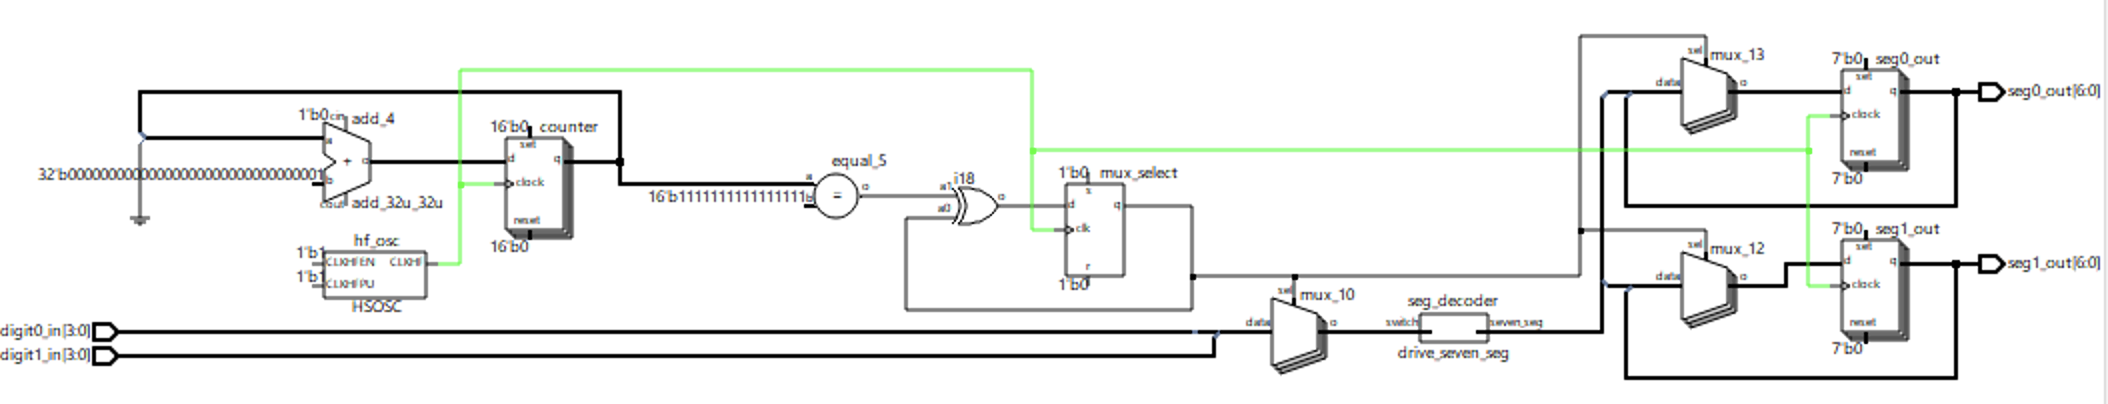 1'b0 cin add_4
a
32'b00000000000000000000000000000001 b
+ o
cout add_32u_32u
hf_osc
1'b1 CLKHFEN CLKHF
1'b1 CLKHFPU
HSOSC
16'b0 counter
set
d q
clock
reset
16'b0
equal_5
a
16'b1111111111111111 b
= o
i18
a1
a0
o
1'b0 mux_select
s
d q
clk
r
1'b0
digit0_in[3:0]
digit1_in[3:0]
sel mux_10
data o
seg_decoder
switch seven_seg
drive_seven_seg
sel mux_13
data o
7'b0 seg0_out
set
d q
clock
reset
7'b0
seg0_out[6:0]
sel mux_12
data o
7'b0 seg1_out
set
d q
clock
reset
7'b0
seg1_out[6:0]